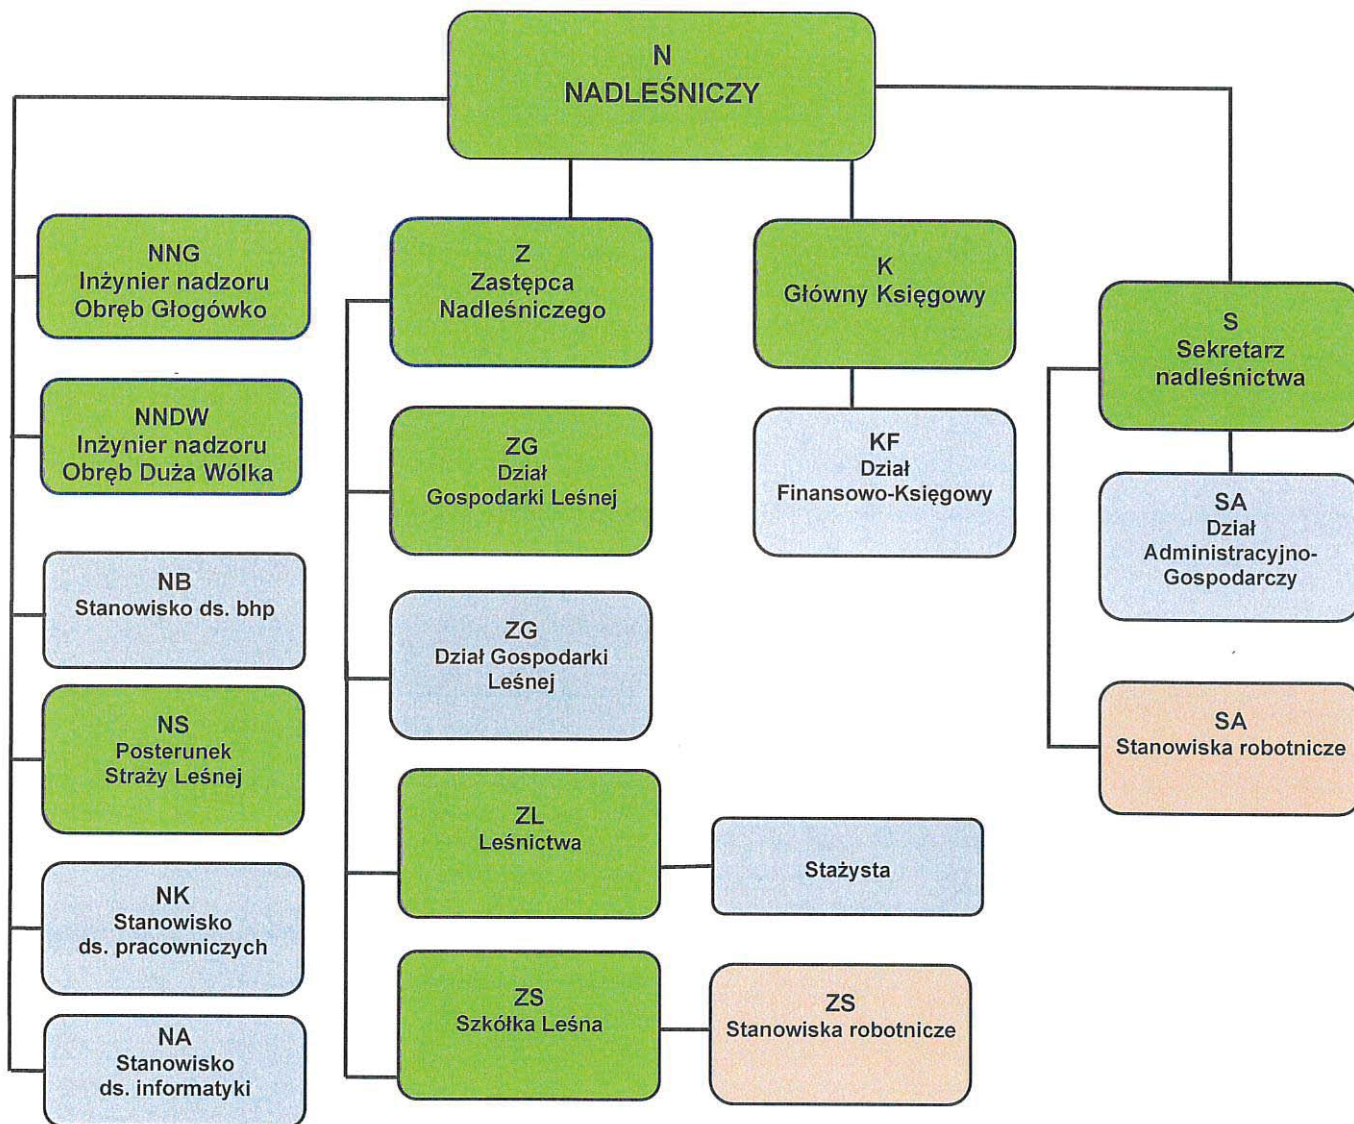 N
NADLEŚNICZY
NNG
Inżynier nadzoru
Obręb Głogówko
NNDW
Inżynier nadzoru
Obręb Duża Wólka
NB
Stanowisko ds. bhp
NS
Posterunek
Straży Leśnej
NK
Stanowisko
ds. pracowniczych
NA
Stanowisko
ds. informatyki
Z
Zastępca
Nadleśniczego
ZG
Dział
Gospodarki Leśnej
ZG
Dział Gospodarki
Leśnej
ZL
Leśnictwa
Stażysta
ZS
Szkółka Leśna
ZS
Stanowiska robotnicze
K
Główny Księgowy
KF
Dział
Finansowo-Księgowy
S
Sekretarz
nadleśnictwa
SA
Dział
Administracyjno-
Gospodarczy
SA
Stanowiska robotnicze